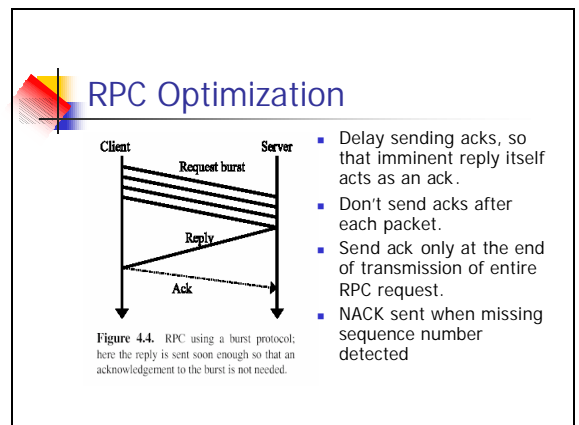 RPC Optimization
Client
Server
Request burst
Reply
Ack
Figure 4.4. RPC using a burst protocol;
here the reply is sent soon enough so that an
acknowledgement to the burst is not needed.
Delay sending acks, so
that imminent reply itself
acts as an ack.
Don't send acks after
each packet.
Send ack only at the end
of transmission of entire
RPC request.
NACK sent when missing
sequence number
detected